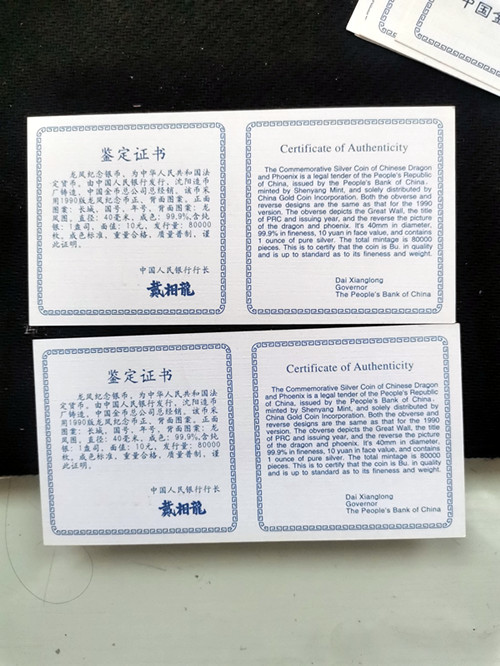 中国金
鉴定证书
龙凤纪念银币，为中华人民共和国法
定货币。由中国人民银行发行，沈阳造币
厂铸造，中国金币总公司总经销。该币采
用1990版龙凤纪念币正、背面图案。正面
图案：长城、国号、年号。背面图案：龙
凤图。直径：40毫米，成色：99.9%，含纯
银：1盎司，面值：10元，发行量：80000
枚。成色标准，重量合格，质量普制，谨
此证明。
中国人民银行行长
戴相龍
Certificate of Authenticity
The Commemorative Silver Coin of Chinese Dragon
and Phoenix is a legal tender of the People's Republic
of China, issued by the People's Bank of China,
minted by Shenyang Mint, and solely distributed by
China Gold Coin Incorporation. Both the obverse and
reverse designs are the same as that for the 1990
version. The obverse depicts the Great Wall, the title
of PRC and issuing year, and the reverse the picture
of the dragon and phoenix. It's 40mm in diameter,
99.9% in fineness, 10 yuan in face value, and contains
1 ounce of pure silver. The total mintage is 80000
pieces. This is to certify that the coin is Bu. in quality
and is up to standard as to its fineness and weight.
Dai Xianglong
Governor
The People's Bank of China
鉴定证书
龙凤纪念银币，为中华人民共和国法
定货币。由中国人民银行发行，沈阳造币
厂铸造，中国金币总公司总经销。该币采
用1990版龙凤纪念币正、背面图案。正面
图案：长城、国号、年号。背面图案：龙
凤图。直径：40毫米，成色：99.9%，含纯
银：1盎司，面值：10元，发行量：80000
枚。成色标准，重量合格，质量普制，谨
此证明。
中国人民银行行长
戴相龍
Certificate of Authenticity
The Commemorative Silver Coin of Chinese Dragon
and Phoenix is a legal tender of the People's Republic
of China, issued by the People's Bank of China,
minted by Shenyang Mint, and solely distributed by
China Gold Coin Incorporation. Both the obverse and
reverse designs are the same as that for the 1990
version. The obverse depicts the Great Wall, the title
of PRC and issuing year, and the reverse the picture
of the dragon and phoenix. It's 40mm in diameter,
99.9% in fineness, 10 yuan in face value, and contains
1 ounce of pure silver. The total mintage is 80000
pieces. This is to certify that the coin is Bu. in quality
and is up to standard as to its fineness and weight.
Dai Xianglong
Governor
The People's Bank of China